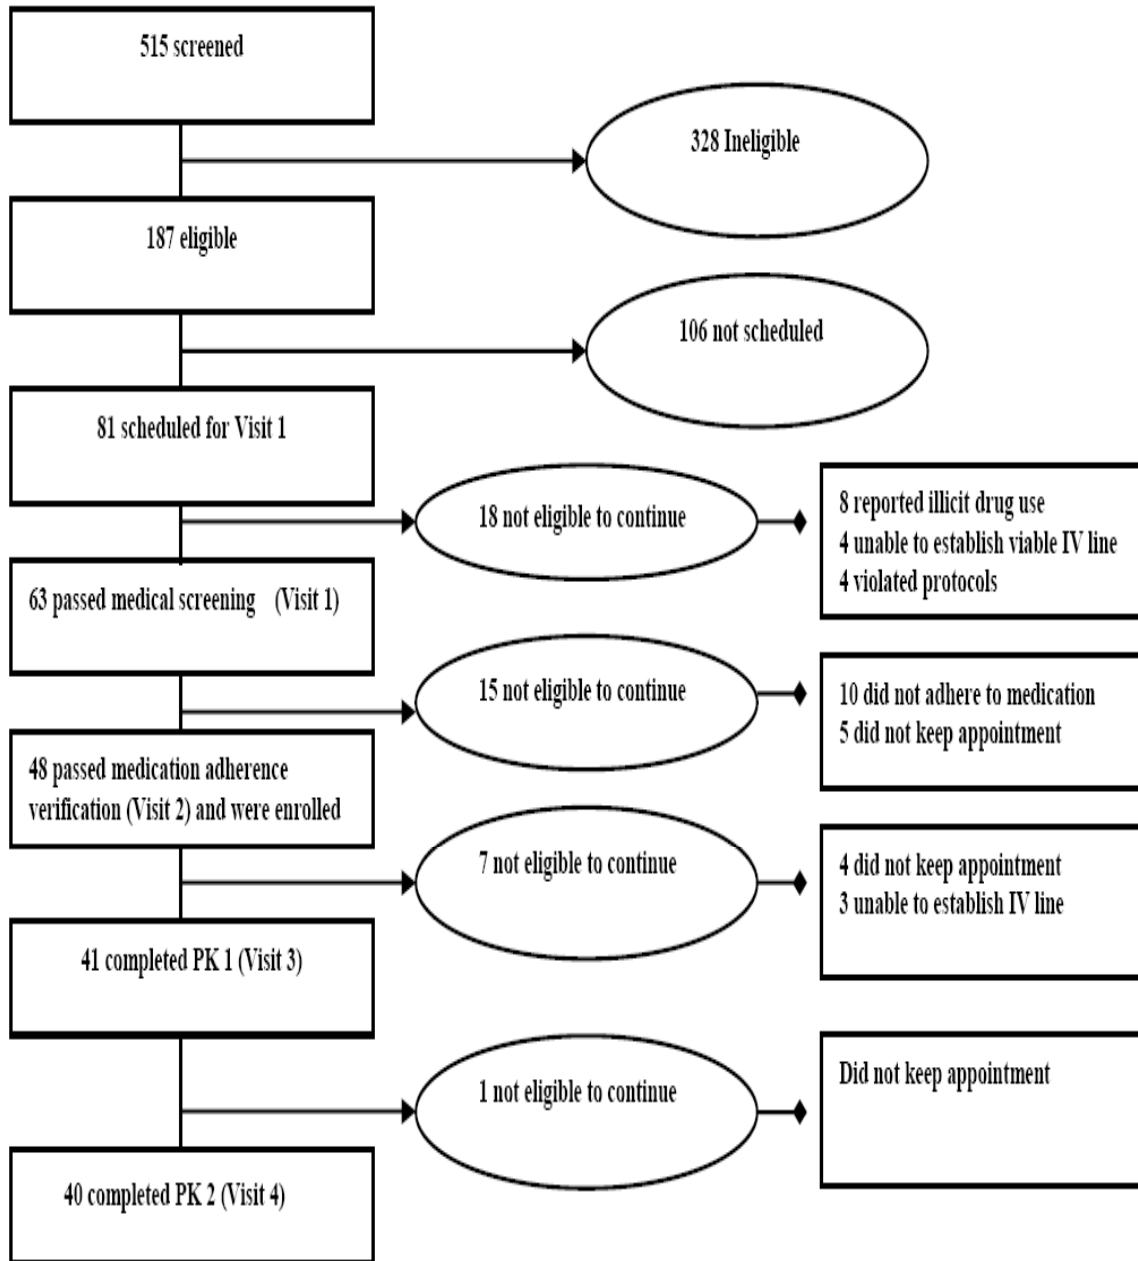 515 screened
328 Ineligible
187 eligible
106 not scheduled
81 scheduled for Visit 1
18 not eligible to continue
8 reported illicit drug use
4 unable to establish viable IV line
4 violated protocols
63 passed medical screening (Visit 1)
15 not eligible to continue
10 did not adhere to medication
5 did not keep appointment
48 passed medication adherence
verification (Visit 2) and were enrolled
7 not eligible to continue
4 did not keep appointment
3 unable to establish IV line
41 completed PK 1 (Visit 3)
1 not eligible to continue
Did not keep appointment
40 completed PK 2 (Visit 4)